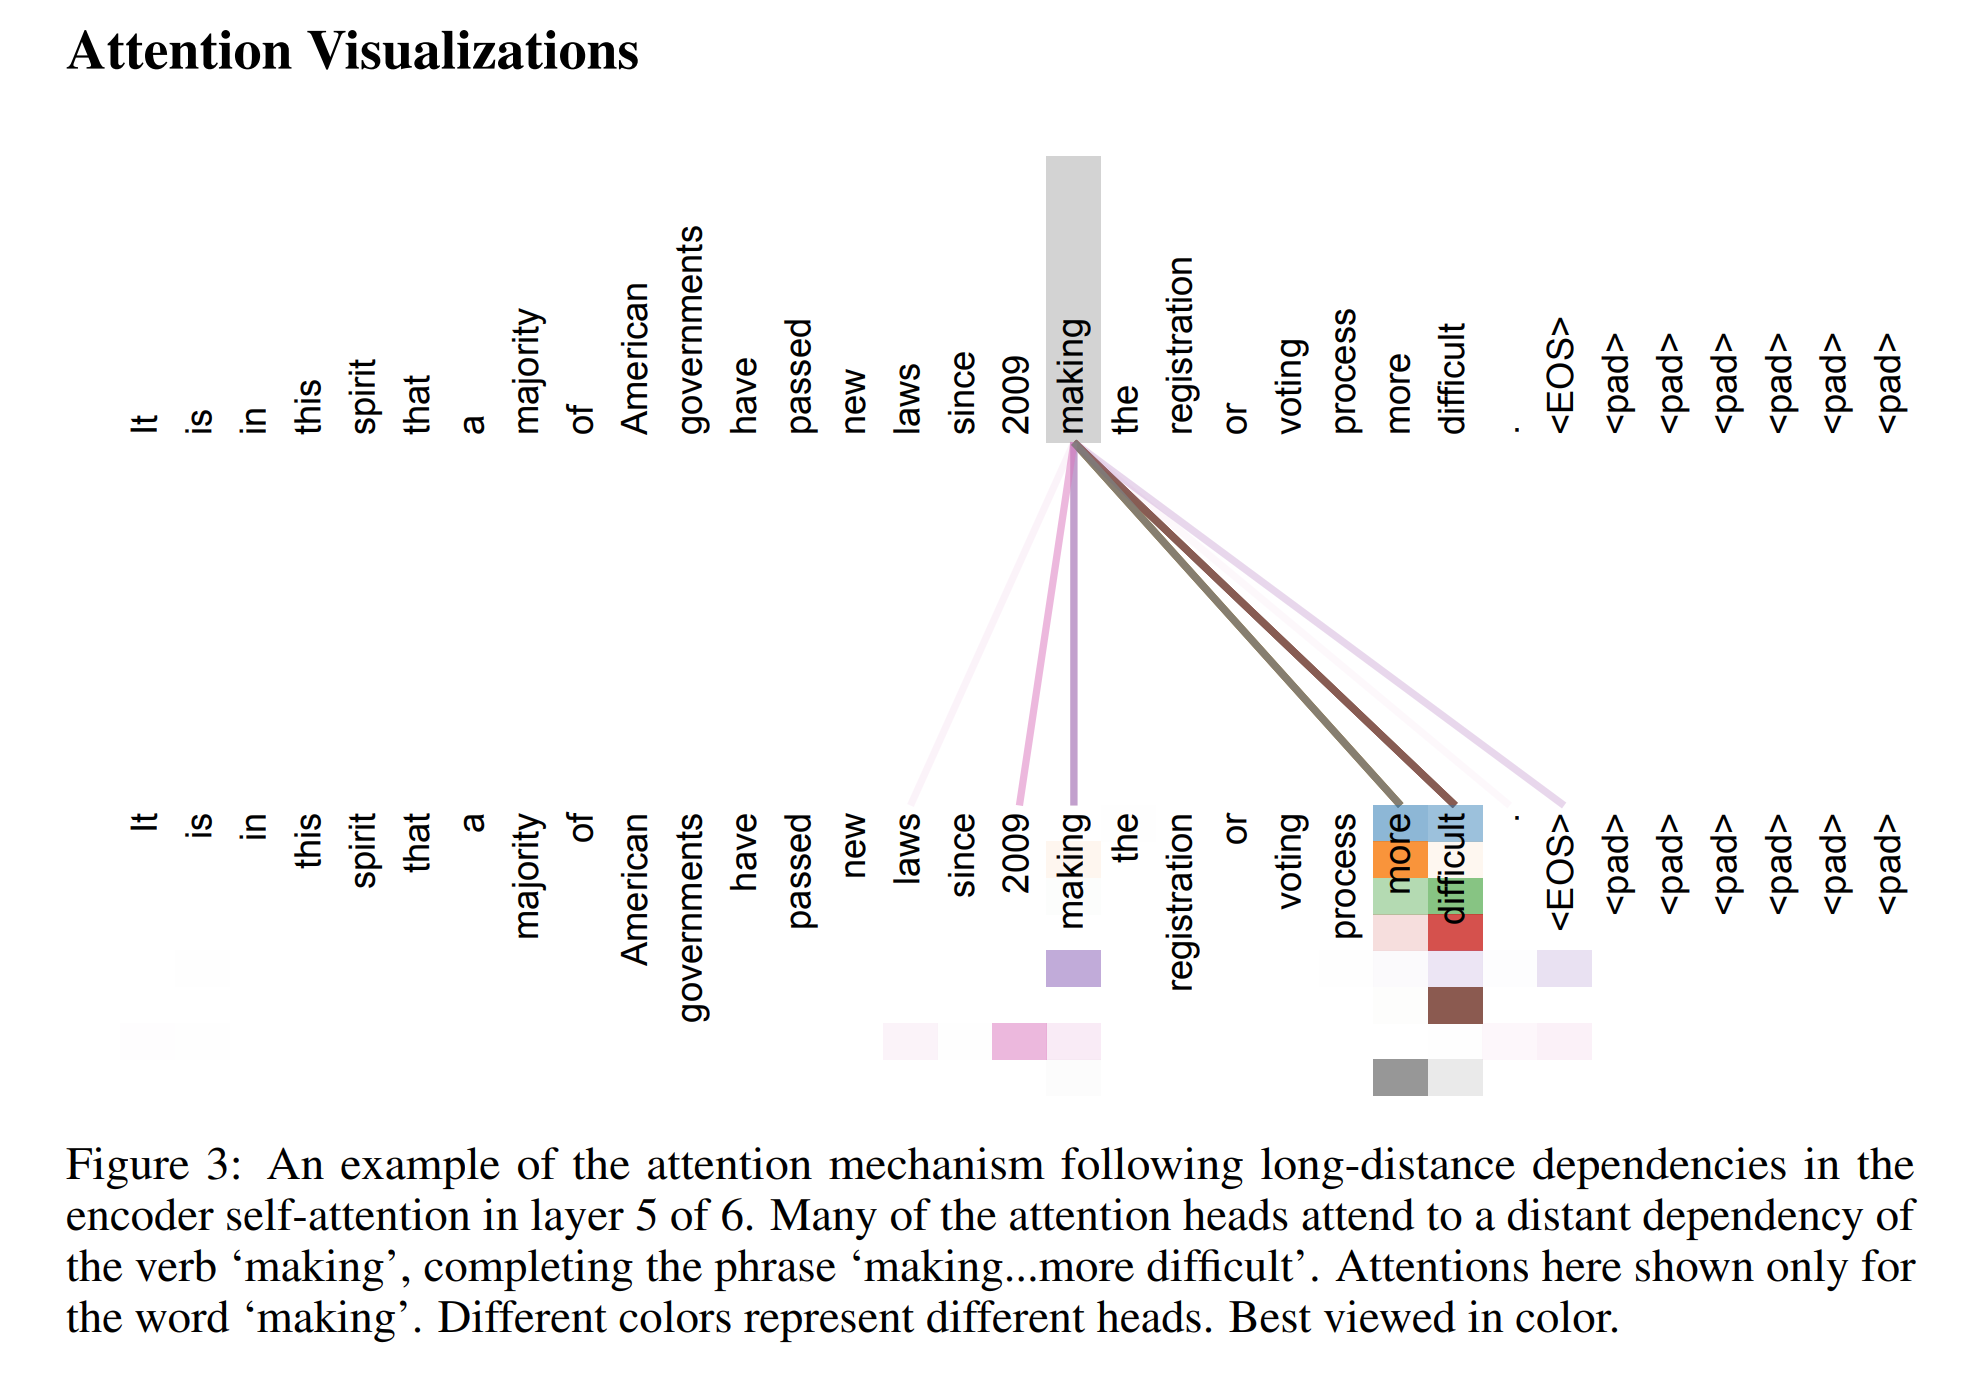 Attention Visualizations
It is in this spirit that a majority of American governments have passed new laws since 2009 making the registration or voting process more difficult . <EOS> <pad> <pad> <pad> <pad> <pad> <pad>
It is in this spirit that a majority of American governments have passed new laws since 2009 making the registration or voting process more difficult . <EOS> <pad> <pad> <pad> <pad> <pad> <pad>
Figure 3: An example of the attention mechanism following long-distance dependencies in the
encoder self-attention in layer 5 of 6. Many of the attention heads attend to a distant dependency of
the verb ‘making’, completing the phrase ‘making...more difficult’. Attentions here shown only for
the word ‘making’. Different colors represent different heads. Best viewed in color.